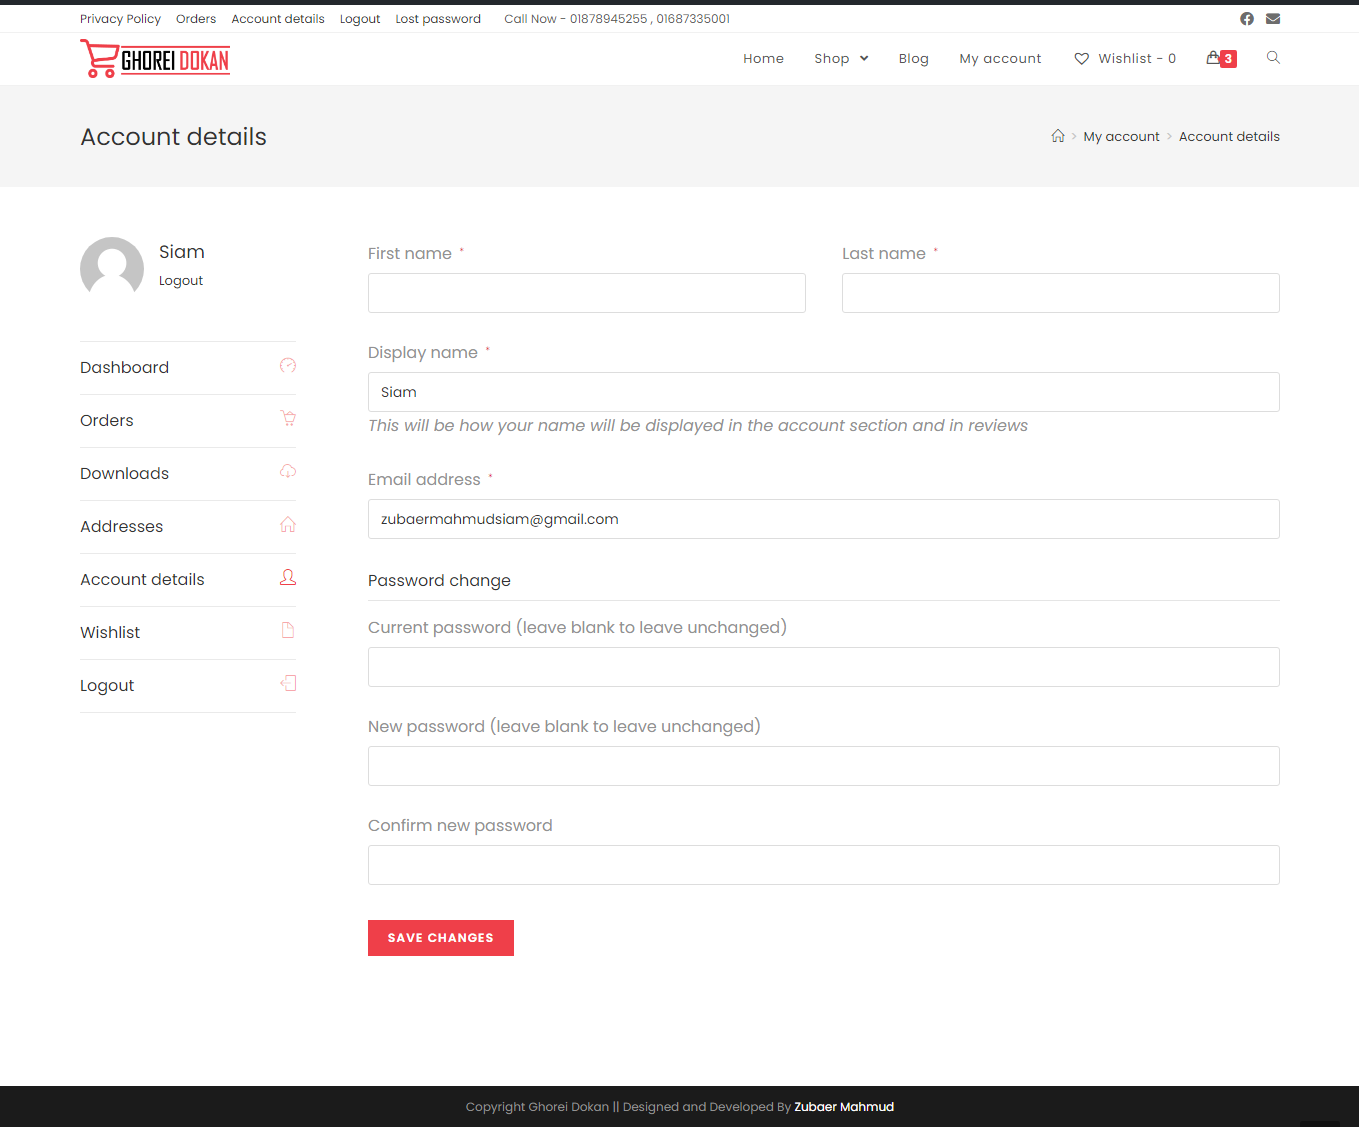 Privacy Policy Orders Account details Logout Lost password Call Now - 01878945255 , 01687335001
GHOREI DOKAN Home Shop Blog My account Wishlist - 0 3
Account details > My account > Account details
Siam
Logout
Dashboard
Orders
Downloads
Addresses
Account details
Wishlist
Logout
First name * Last name *
Display name *
Siam
This will be how your name will be displayed in the account section and in reviews
Email address *
zubaermahmudsiam@gmail.com
Password change
Current password (leave blank to leave unchanged)
New password (leave blank to leave unchanged)
Confirm new password
SAVE CHANGES
Copyright Ghorei Dokan || Designed and Developed By Zubaer Mahmud